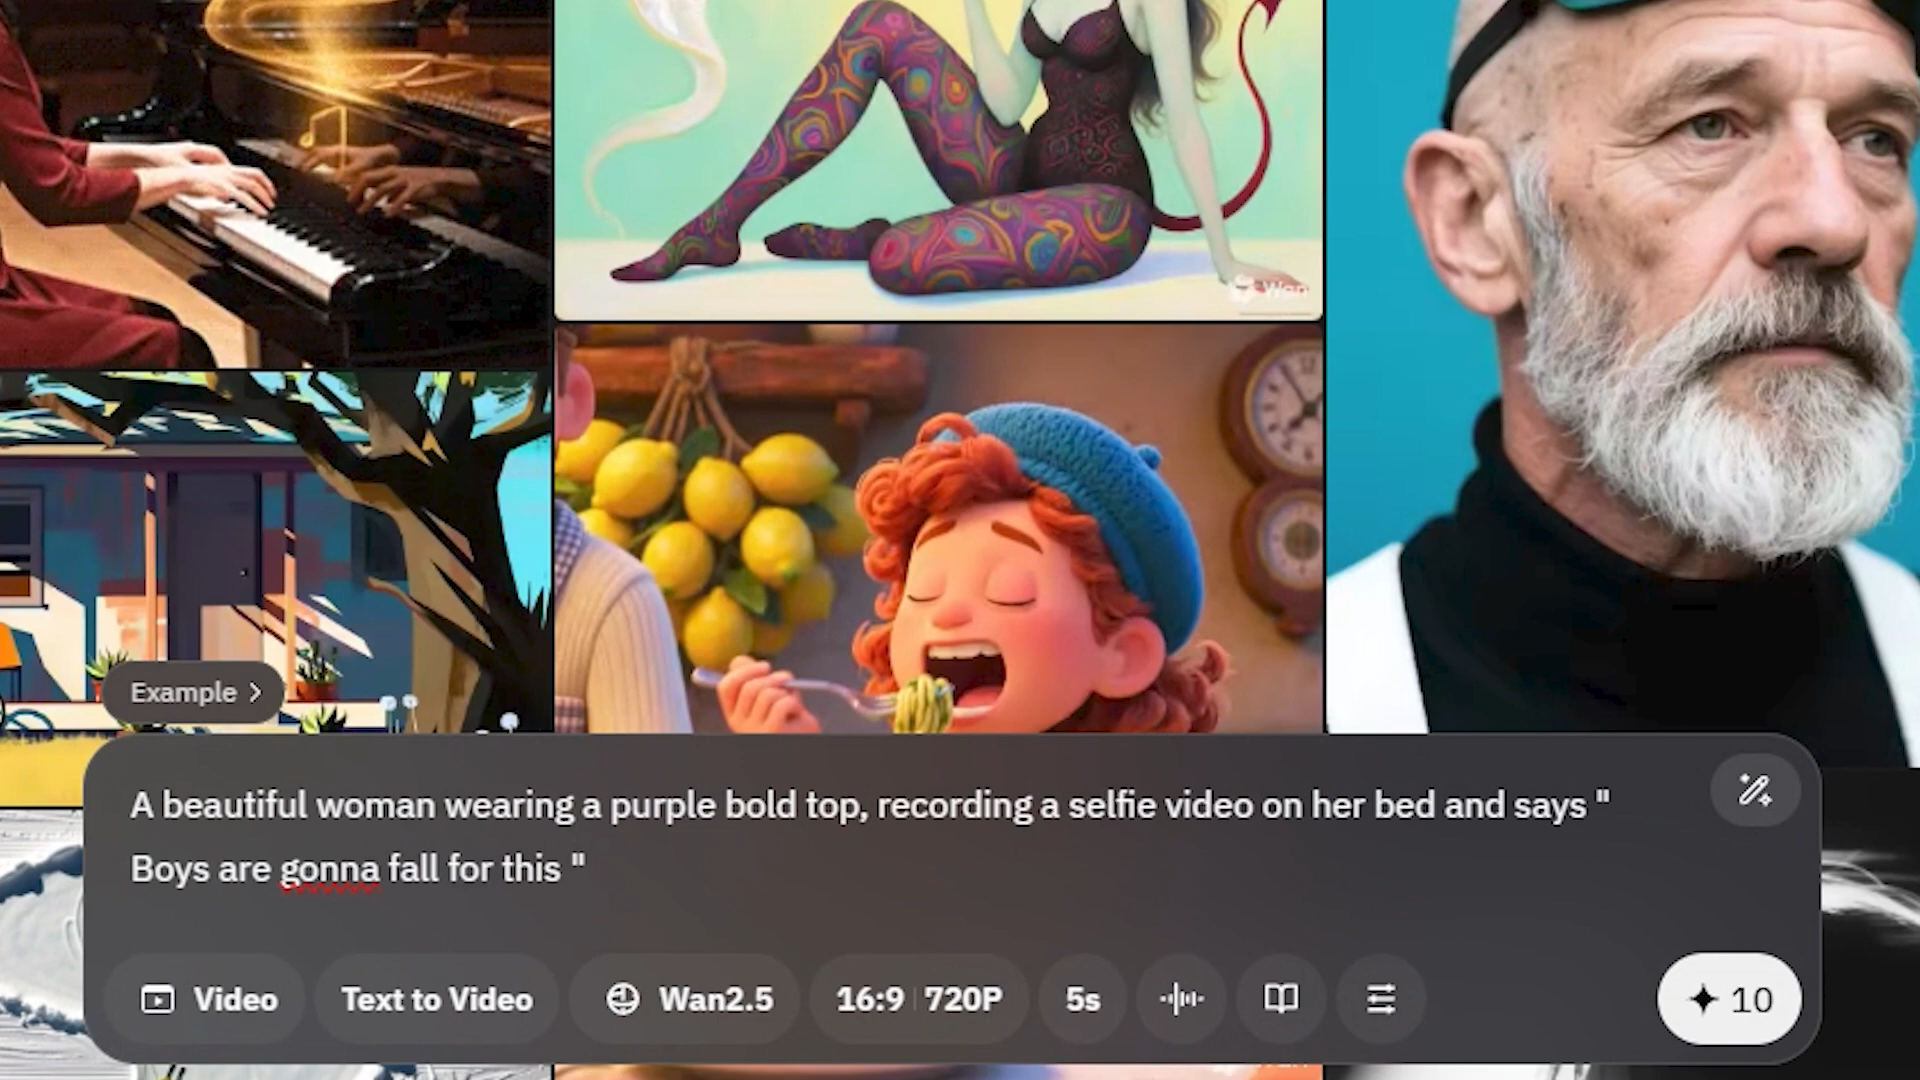 Wan
Example >
A beautiful woman wearing a purple bold top, recording a selfie video on her bed and says "
Boys are gonna fall for this "
Video
Text to Video
Wan2.5
16:9 | 720P
5s
10